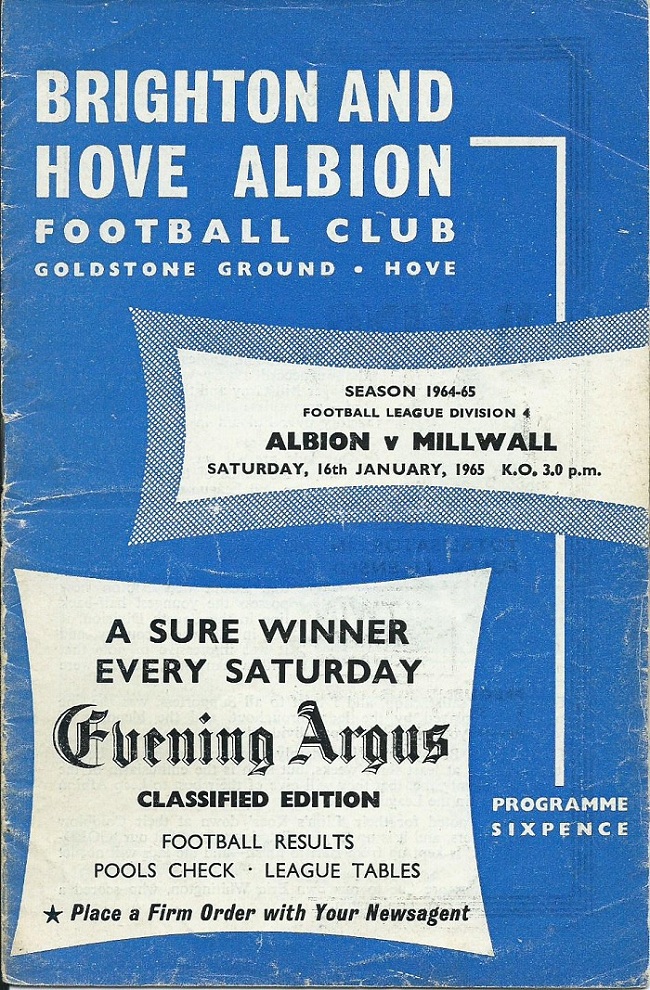 BRIGHTON AND
HOVE ALBION
FOOTBALL CLUB
GOLDSTONE GROUND • HOVE
SEASON 1964-65
FOOTBALL LEAGUE DIVISION 4
ALBION v MILLWALL
SATURDAY, 16th JANUARY, 1965 K.O. 3.0 p.m.
A SURE WINNER
EVERY SATURDAY
Evening Argus
CLASSIFIED EDITION
FOOTBALL RESULTS
POOLS CHECK · LEAGUE TABLES
★ Place a Firm Order with Your Newsagent
PROGRAMME
SIXPENCE